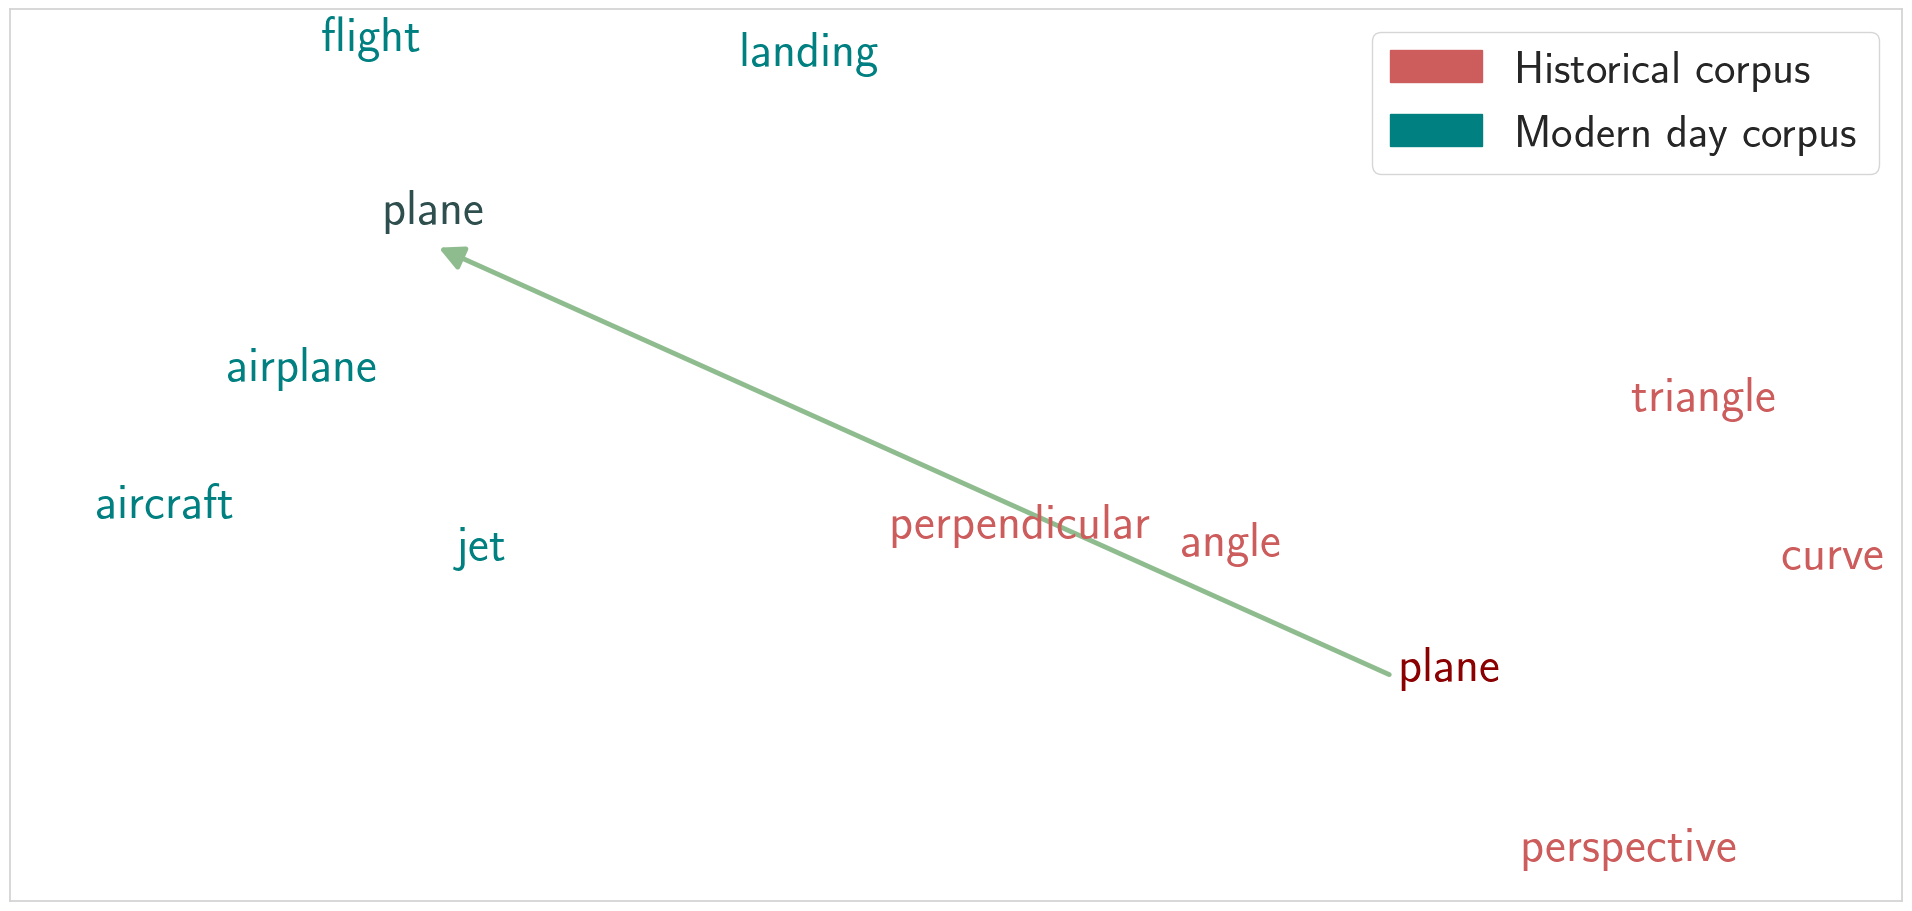 flight
landing
Historical corpus
Modern day corpus
plane
airplane
triangle
aircraft
perpendicular
angle
jet
curve
plane
perspective